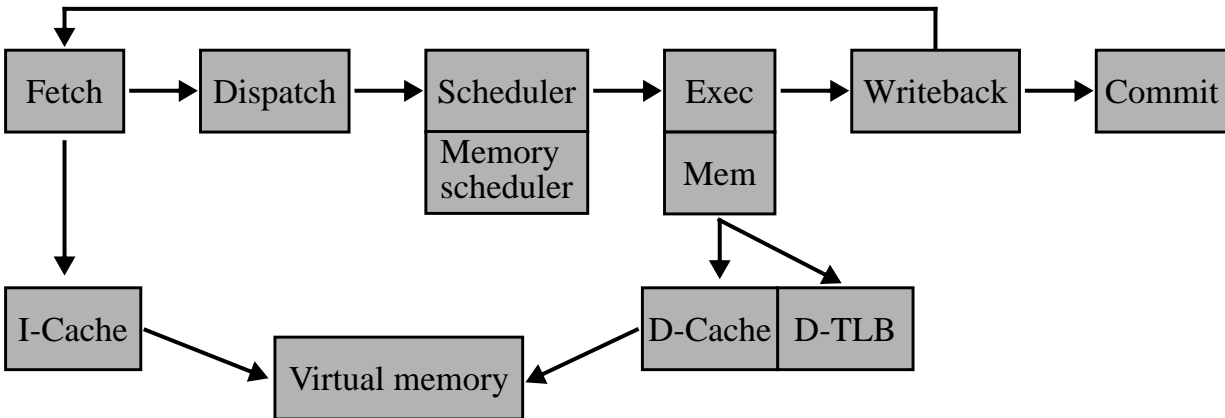 Fetch
Dispatch
Scheduler
Exec
Writeback
Commit
Memory
scheduler
Mem
I-Cache
D-Cache
D-TLB
Virtual memory